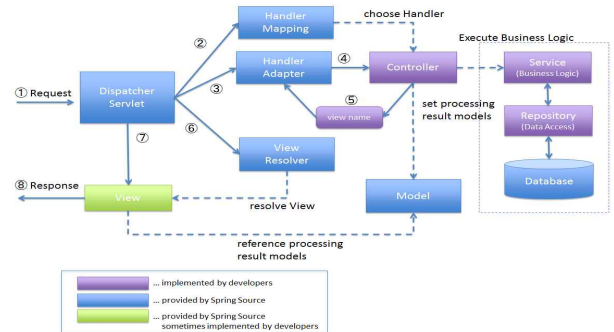 Handler
Mapping
choose Handler
②
Execute Business Logic
Handler
Adapter
④
Controller
Service
(Business Logic)
① Request
Dispatcher
Servlet
③
⑤
view name
set processing
result models
⑥
Repository
(Data Access)
⑦
View
Resolver
⑧ Response
View
resolve View
Model
Database
reference processing
result models
... implemented by developers
... provided by Spring Source
... provided by Spring Source
sometimes implemented by developers